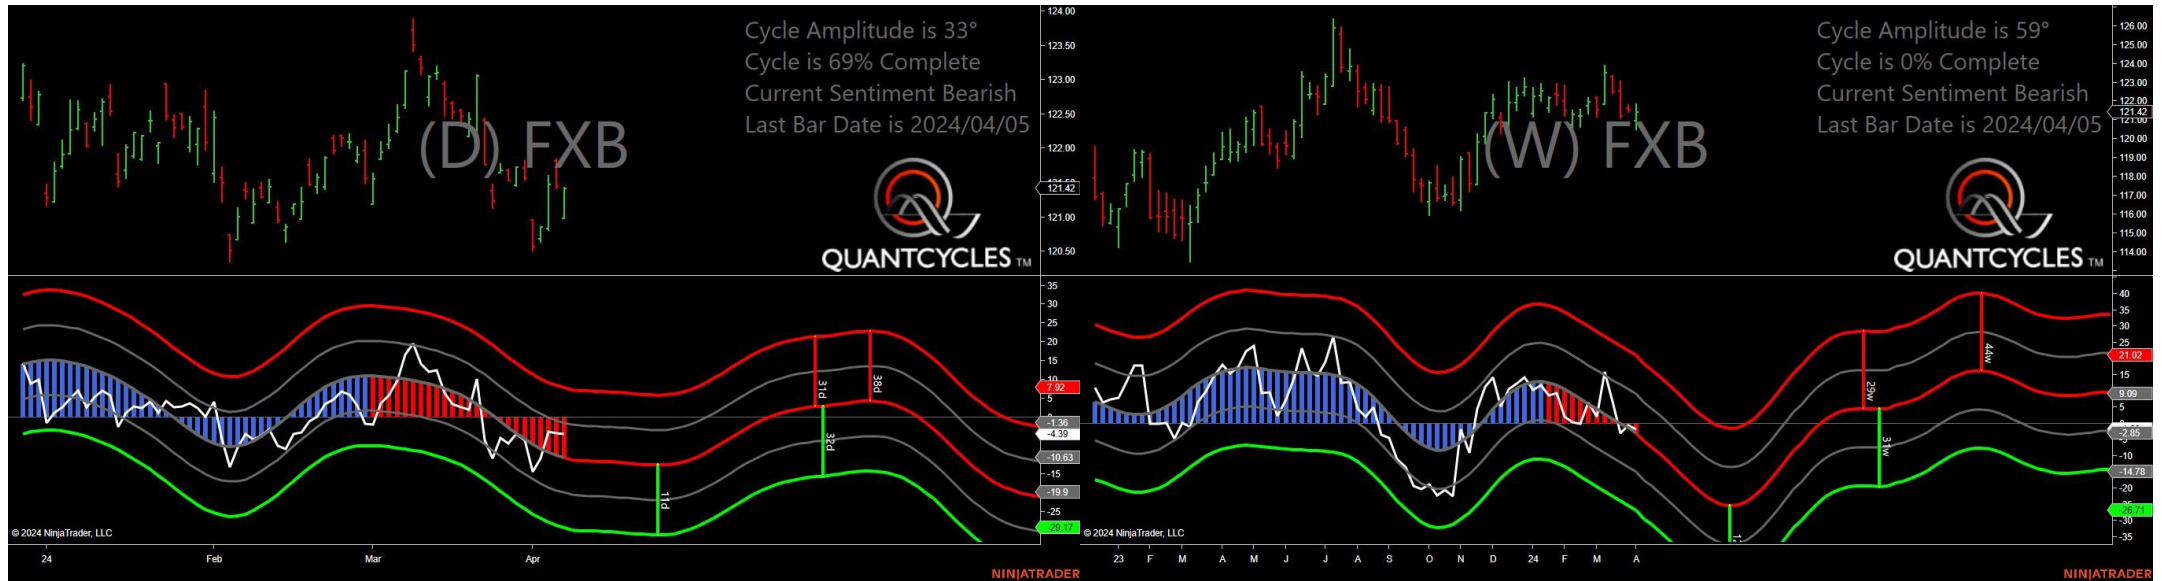 Cycle Amplitude is 33°
Cycle is 69% Complete
Current Sentiment Bearish
Last Bar Date is 2024/04/05
(D) FXB
QUANTCYCLES TM
124.00
123.50
123.00
122.50
122.00
121.42
121.00
120.50
35
30
25
20
15
10
7.92
5
-1.36
-4.39
-10.63
-15
-19.9
-25
-29.17
31d
38d
32d
11d
© 2024 NinjaTrader, LLC
24 Feb Mar Apr
NINJATRADER
Cycle Amplitude is 59°
Cycle is 0% Complete
Current Sentiment Bearish
Last Bar Date is 2024/04/05
(W) FXB
QUANTCYCLES TM
126.00
125.00
124.00
123.00
122.00
121.42
121.00
120.00
119.00
118.00
117.00
116.00
115.00
114.00
40
35
30
25
21.02
15
9.09
5
-2.85
-10
-14.78
-20
-26.71
-30
-35
29w
44w
31w
© 2024 NinjaTrader, LLC
23 F M A M J J A S O N D 24 F M A
NINJATRADER